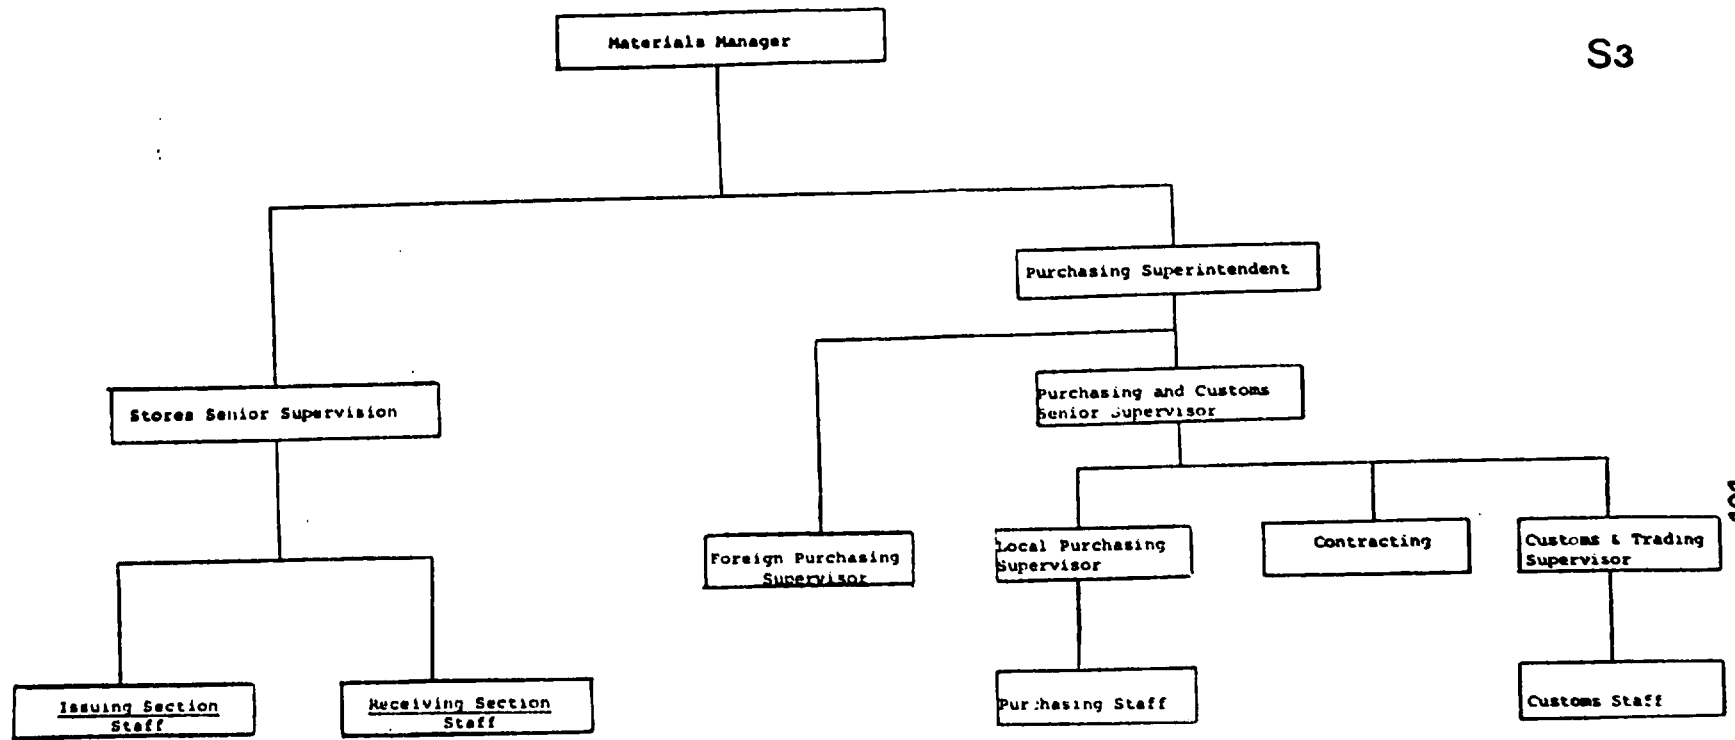 Materials Manager
S3
Purchasing Superintendent
Purchasing and Customs
Senior Supervisor
Stores Senior Supervision
Foreign Purchasing
Supervisor
Local Purchasing
Supervisor
Contracting
Customs & Trading
Supervisor
Issuing Section
Staff
Receiving Section
Staff
Purchasing Staff
Customs Staff